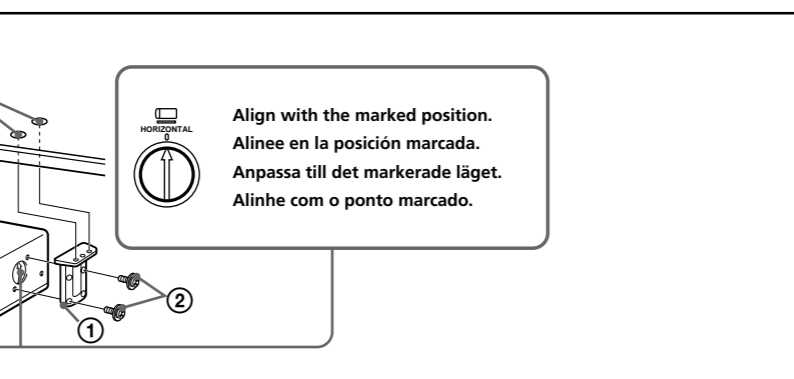 HORIZONTAL
0
Align with the marked position.
Alinee en la posición marcada.
Anpassa till det markerade läget.
Alinhe com o ponto marcado.
2
1